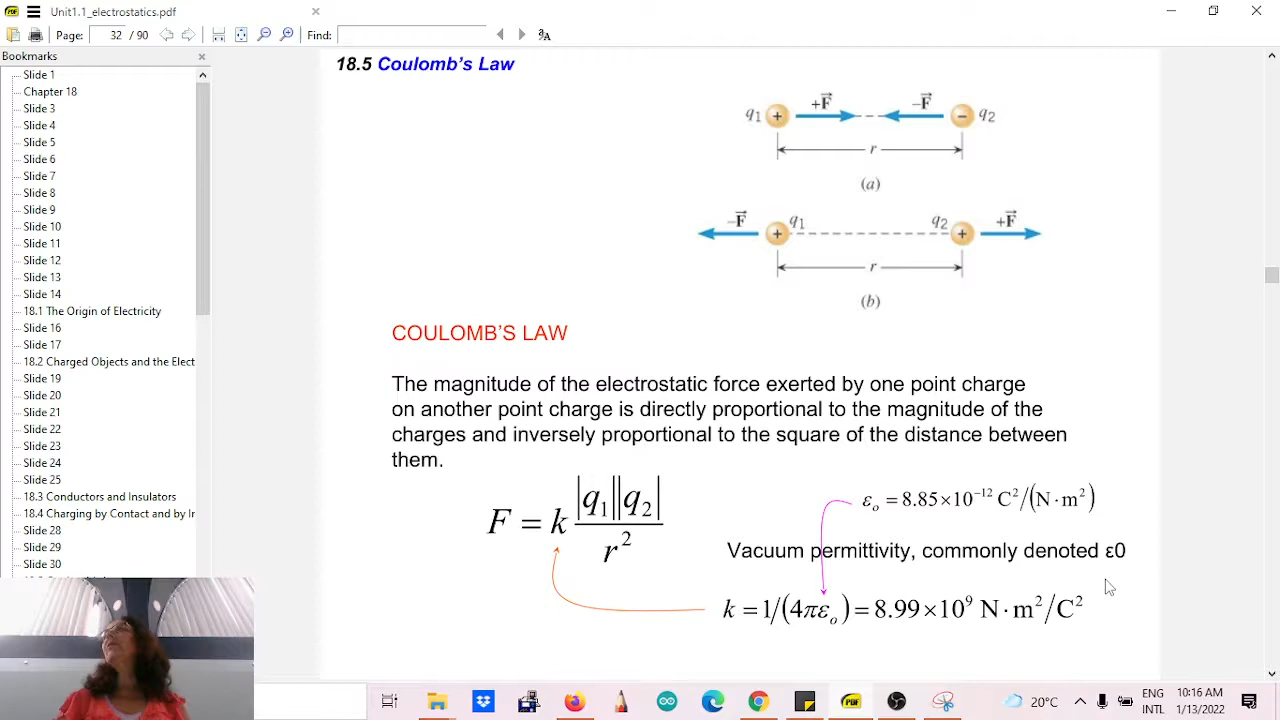 Unit1.1_electrostatics.pdf
Page: 32 / 90 Find:
Bookmarks
Slide 1
Chapter 18
Slide 3
Slide 4
Slide 5
Slide 6
Slide 7
Slide 8
Slide 9
Slide 10
Slide 11
Slide 12
Slide 13
Slide 14
18.1 The Origin of Electricity
Slide 16
Slide 17
18.2 Charged Objects and the Elect
Slide 19
Slide 20
Slide 21
Slide 22
Slide 23
Slide 24
Slide 25
18.3 Conductors and Insulators
18.4 Charging by Contact and by In
Slide 28
Slide 29
Slide 30
18.5 Coulomb's Law
+F⃗ −F⃗
q₁ + − q₂
r
(a)
−F⃗ q₁ q₂ +F⃗
+ +
r
(b)
COULOMB'S LAW
The magnitude of the electrostatic force exerted by one point charge
on another point charge is directly proportional to the magnitude of the
charges and inversely proportional to the square of the distance between
them.
F = k |q₁||q₂| / r²
εₒ = 8.85×10⁻¹² C²/(N·m²)
Vacuum permittivity, commonly denoted ε0
k = 1/(4πεₒ) = 8.99×10⁹ N·m²/C²
20°C
ENG
INTL
8:16 AM
1/13/2022